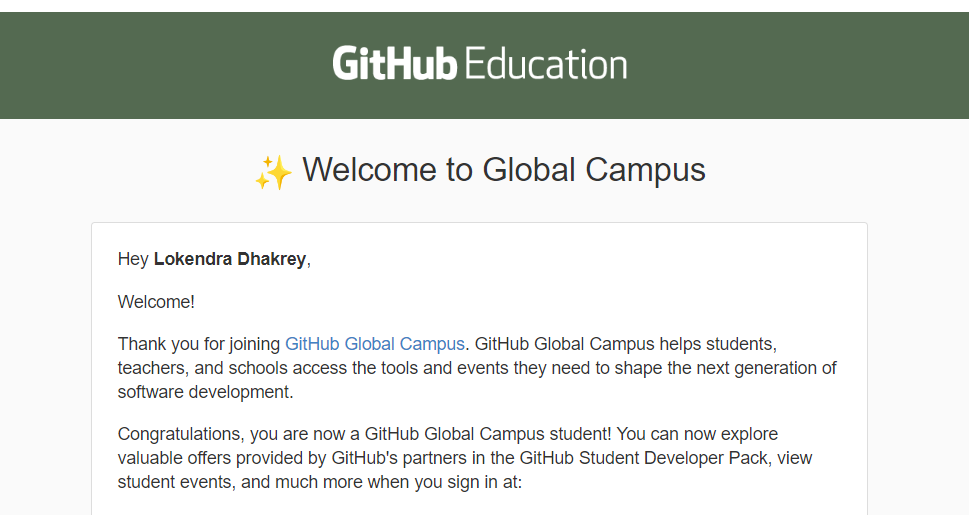 GitHub Education
✨ Welcome to Global Campus
Hey Lokendra Dhakrey,
Welcome!
Thank you for joining GitHub Global Campus. GitHub Global Campus helps students,
teachers, and schools access the tools and events they need to shape the next generation of
software development.
Congratulations, you are now a GitHub Global Campus student! You can now explore
valuable offers provided by GitHub's partners in the GitHub Student Developer Pack, view
student events, and much more when you sign in at: